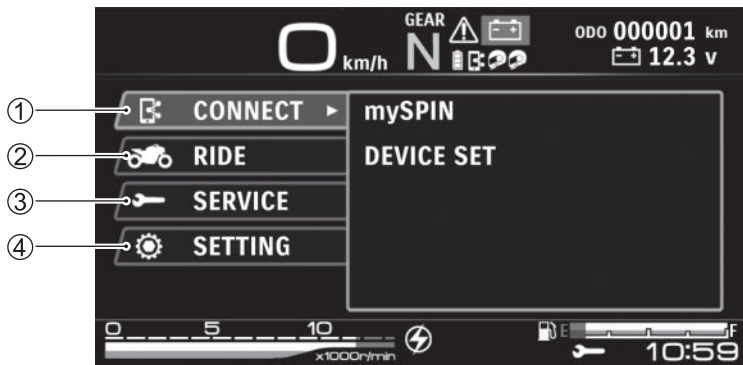 GEAR
0 km/h N
ODO 000001 km
12.3 V
① CONNECT
② RIDE
③ SERVICE
④ SETTING
mySPIN
DEVICE SET
0 5 10
x1000r/min
E F
10:59